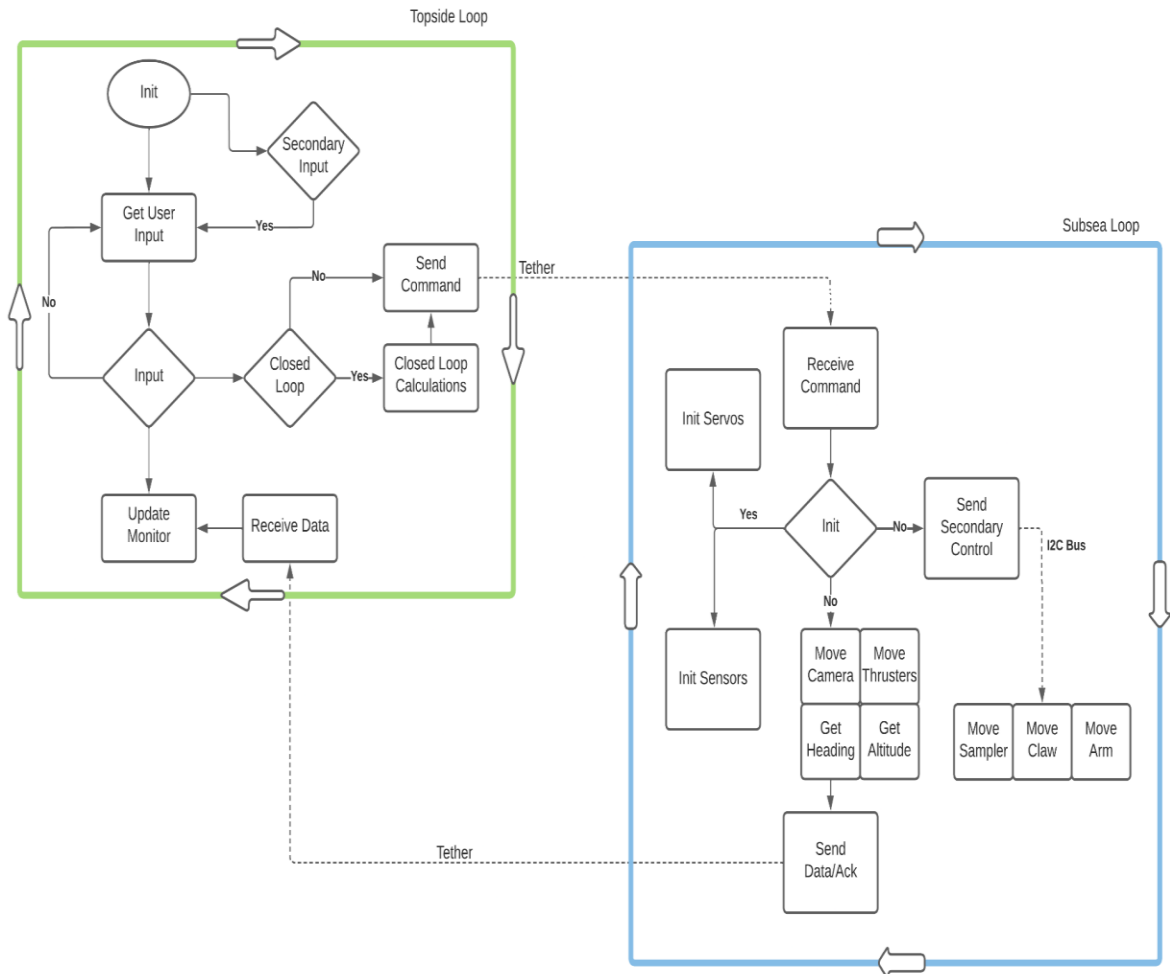 Topside Loop
Init
Secondary
Input
Get User
Input
Yes
No
Input
No
Closed
Loop
Yes
Send
Command
Closed Loop
Calculations
Update
Monitor
Receive Data
Tether
Subsea Loop
Receive
Command
Init Servos
Yes
Init
No
Send
Secondary
Control
I2C Bus
No
Init Sensors
Move
Camera
Move
Thrusters
Get
Heading
Get
Altitude
Move
Sampler
Move
Claw
Move
Arm
Send
Data/Ack
Tether